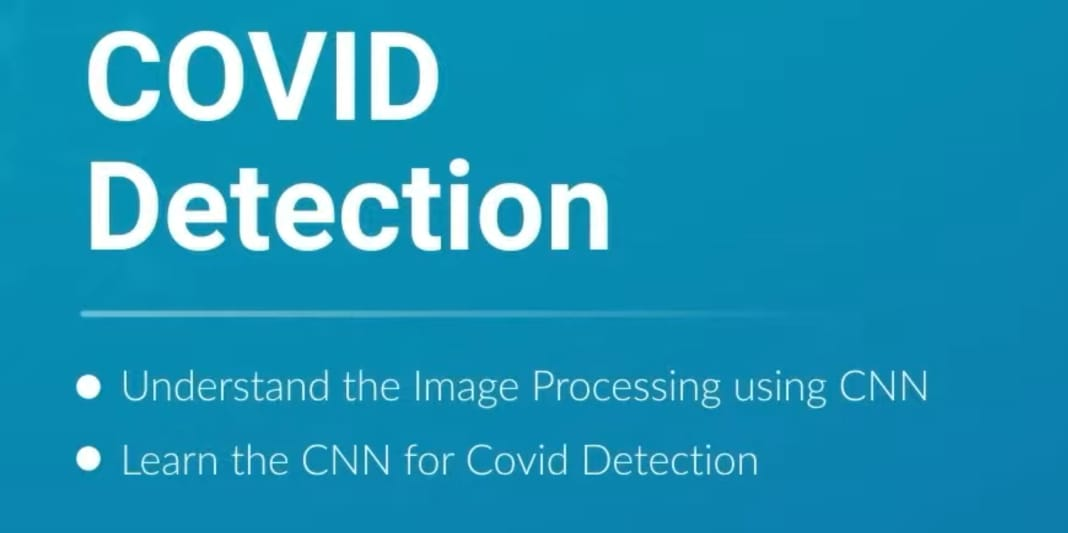 COVID
Detection
Understand the Image Processing using CNN
Learn the CNN for Covid Detection